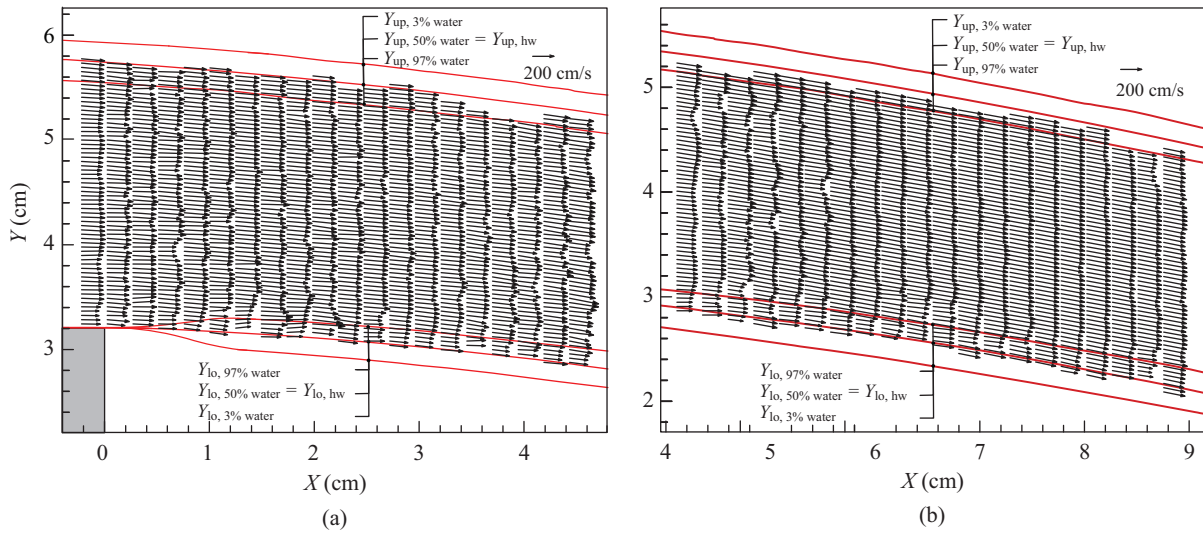 Y_up, 3% water
Y_up, 50% water = Y_up, hw
Y_up, 97% water
200 cm/s
6
5
4
3
Y (cm)
Y_lo, 97% water
Y_lo, 50% water = Y_lo, hw
Y_lo, 3% water
0 1 2 3 4
X (cm)
(a)
Y_up, 3% water
Y_up, 50% water = Y_up, hw
Y_up, 97% water
200 cm/s
5
4
3
2
Y_lo, 97% water
Y_lo, 50% water = Y_lo, hw
Y_lo, 3% water
4 5 6 7 8 9
X (cm)
(b)